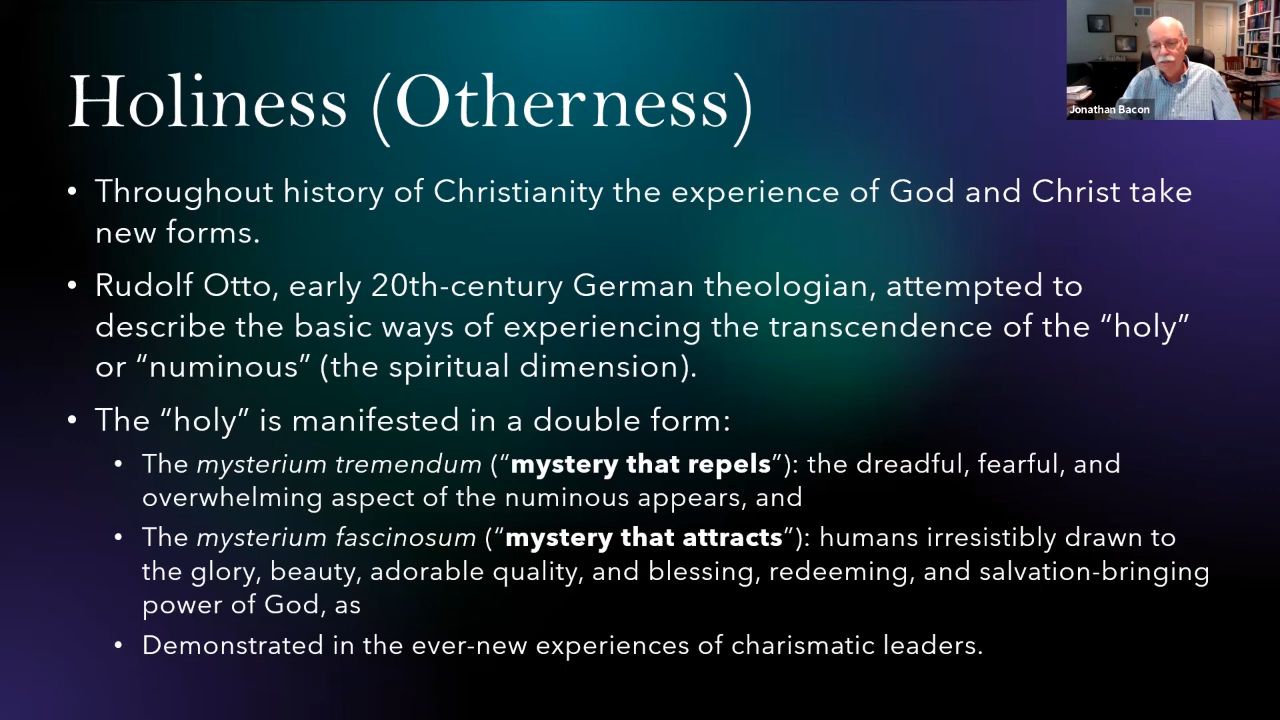 Holiness (Otherness)
Jonathan Bacon
• Throughout history of Christianity the experience of God and Christ take
new forms.
• Rudolf Otto, early 20th-century German theologian, attempted to
describe the basic ways of experiencing the transcendence of the “holy”
or “numinous” (the spiritual dimension).
• The “holy” is manifested in a double form:
• The mysterium tremendum (“mystery that repels”): the dreadful, fearful, and
overwhelming aspect of the numinous appears, and
• The mysterium fascinosum (“mystery that attracts”): humans irresistibly drawn to
the glory, beauty, adorable quality, and blessing, redeeming, and salvation-bringing
power of God, as
• Demonstrated in the ever-new experiences of charismatic leaders.